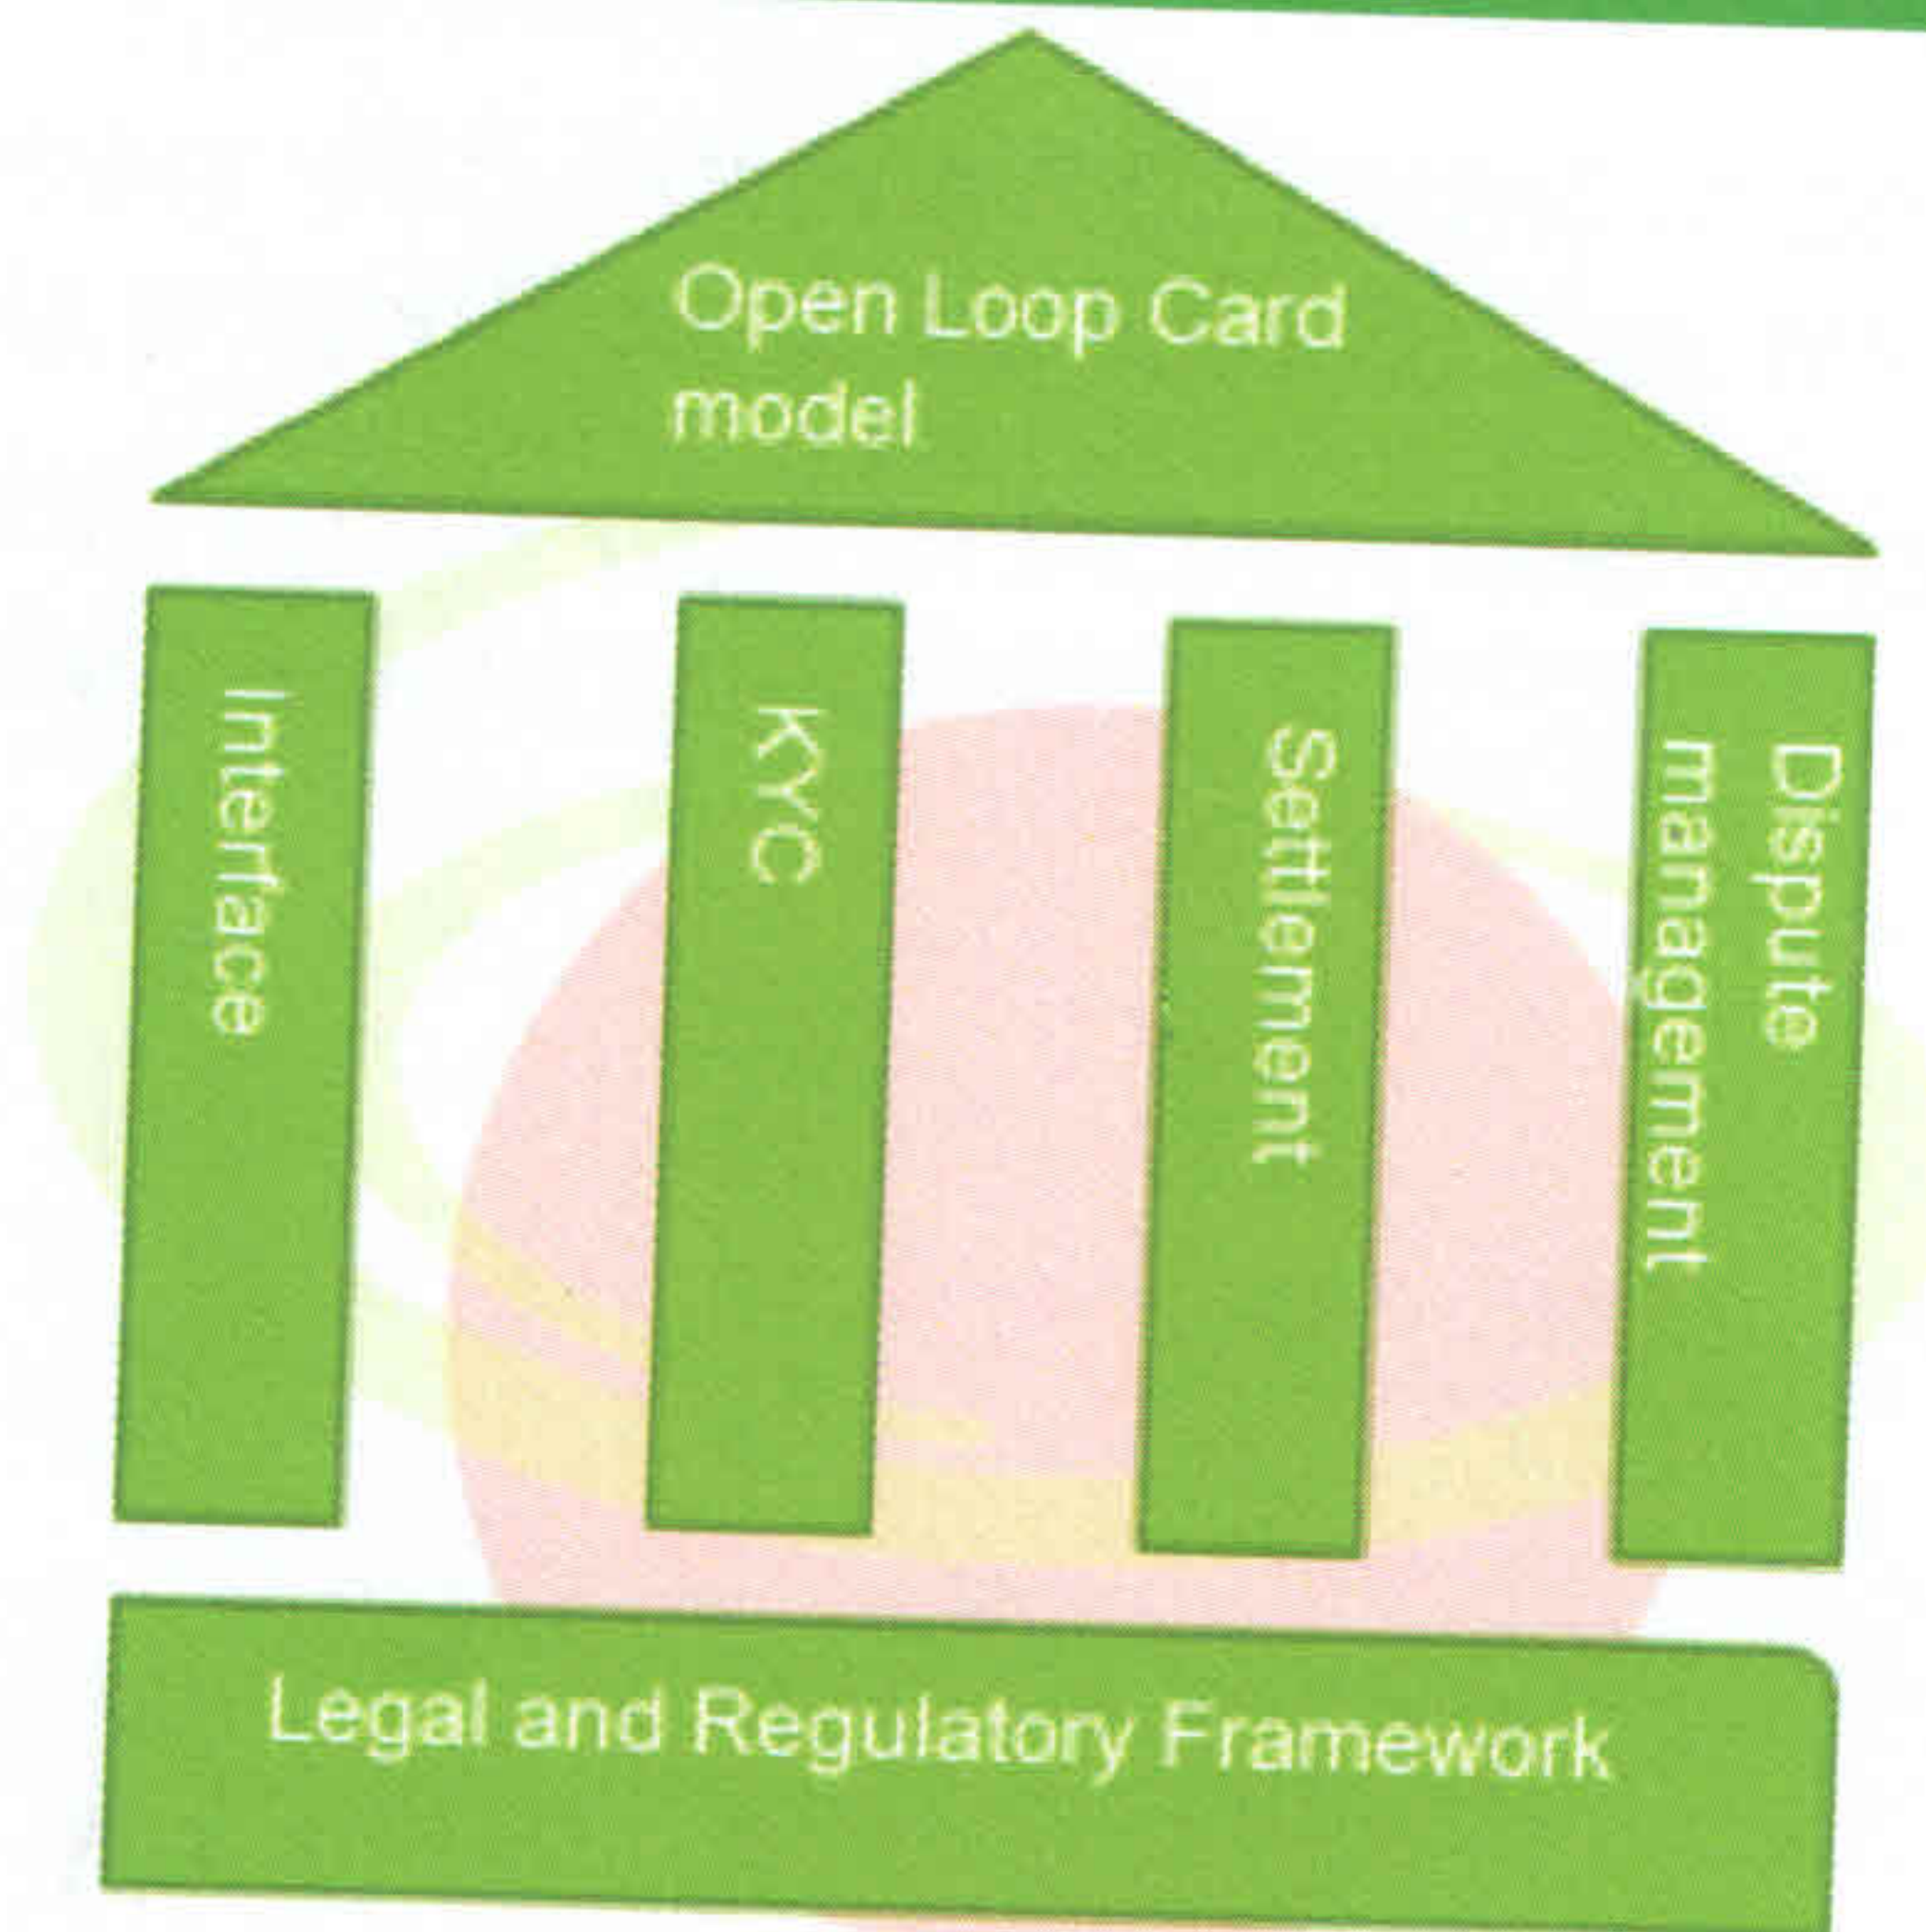 Open Loop Card
model
Interface
KYC
Settlement
Dispute
management
Legal and Regulatory Framework